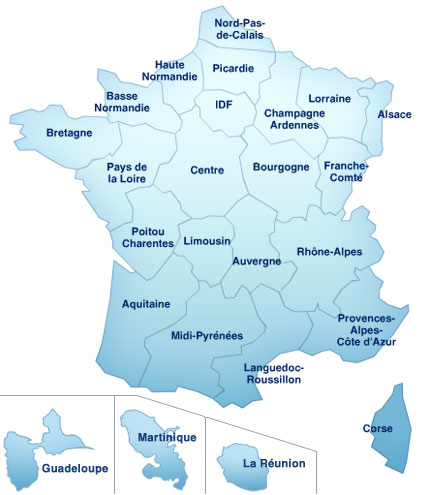 Nord-Pas-
de-Calais
Haute
Normandie
Picardie
Basse
Normandie
IDF
Lorraine
Champagne
Ardennes
Alsace
Bretagne
Pays de
la Loire
Centre
Bourgogne
Franche-
Comté
Poitou
Charentes
Limousin
Auvergne
Rhône-Alpes
Aquitaine
Midi-Pyrénées
Provences-
Alpes-
Côte d'Azur
Languedoc-
Roussillon
Corse
Guadeloupe
Martinique
La Réunion